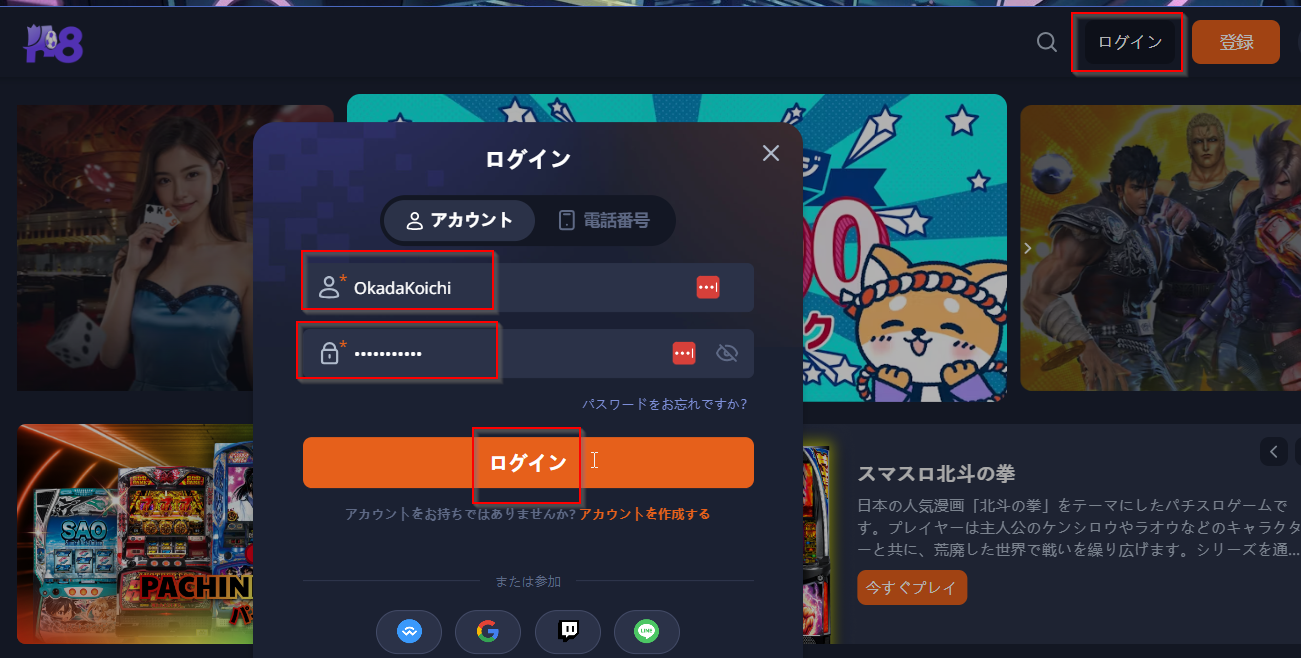 ログイン
登録
ログイン
アカウント
電話番号
* OkadaKoichi
* •••••••••••
パスワードをお忘れですか?
ログイン
アカウントをお持ちではありませんか? アカウントを作成する
または参加
LINE
SAO
スマスロ北斗の拳
日本の人気漫画「北斗の拳」をテーマにしたパチスロゲームで
す。プレイヤーは主人公のケンシロウやラオウなどのキャラクタ
ーと共に、荒廃した世界で戦いを繰り広げます。シリーズを通...
今すぐプレイ